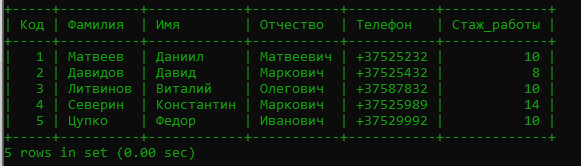 | Код | Фамилия | Имя | Отчество | Телефон | Стаж_работы |
| 1 | Матвеев | Даниил | Матвеевич | +37525232 | 10 |
| 2 | Давидов | Давид | Маркович | +37525432 | 8 |
| 3 | Литвинов | Виталий | Олегович | +37587832 | 10 |
| 4 | Северин | Константин | Маркович | +37525989 | 14 |
| 5 | Цупко | Федор | Иванович | +37529992 | 10 |
5 rows in set (0.00 sec)